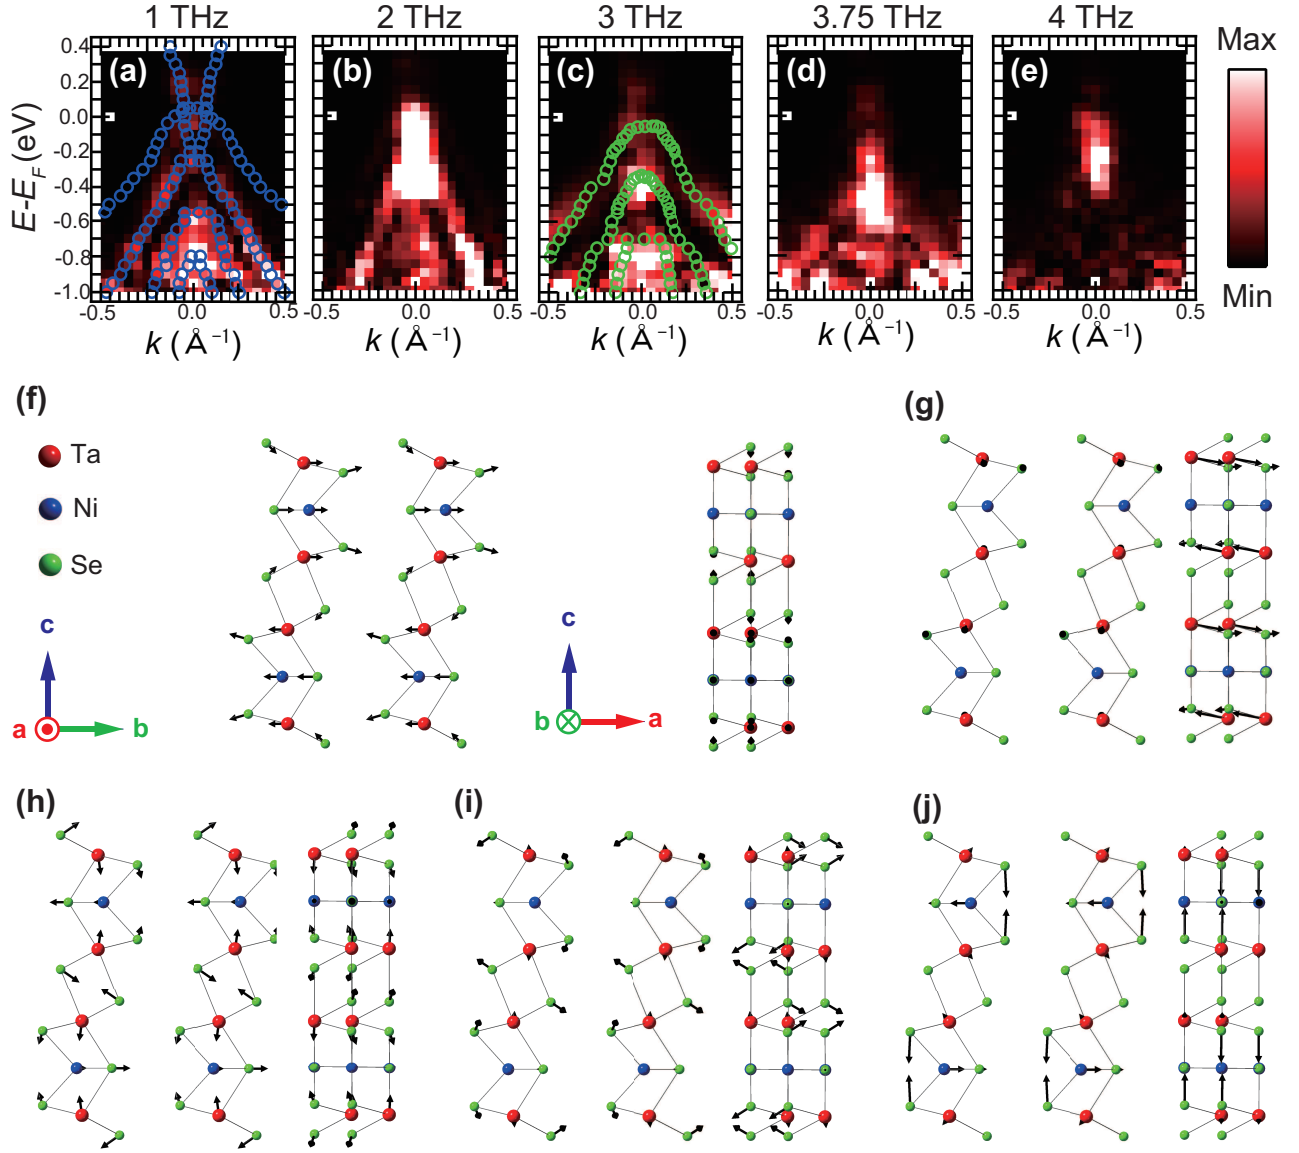 1 THz 2 THz 3 THz 3.75 THz 4 THz
(a) (b) (c) (d) (e)
Max
Min
E-E_F (eV)
0.4
0.2
0.0
-0.2
-0.4
-0.6
-0.8
-1.0
-0.5 0.0 0.5 -0.5 0.0 0.5 -0.5 0.0 0.5 -0.5 0.0 0.5 -0.5 0.0 0.5
k (Å⁻¹) k (Å⁻¹) k (Å⁻¹) k (Å⁻¹) k (Å⁻¹)
(f) (g)
Ta
Ni
Se
c
a b
c
b a
(h) (i) (j)